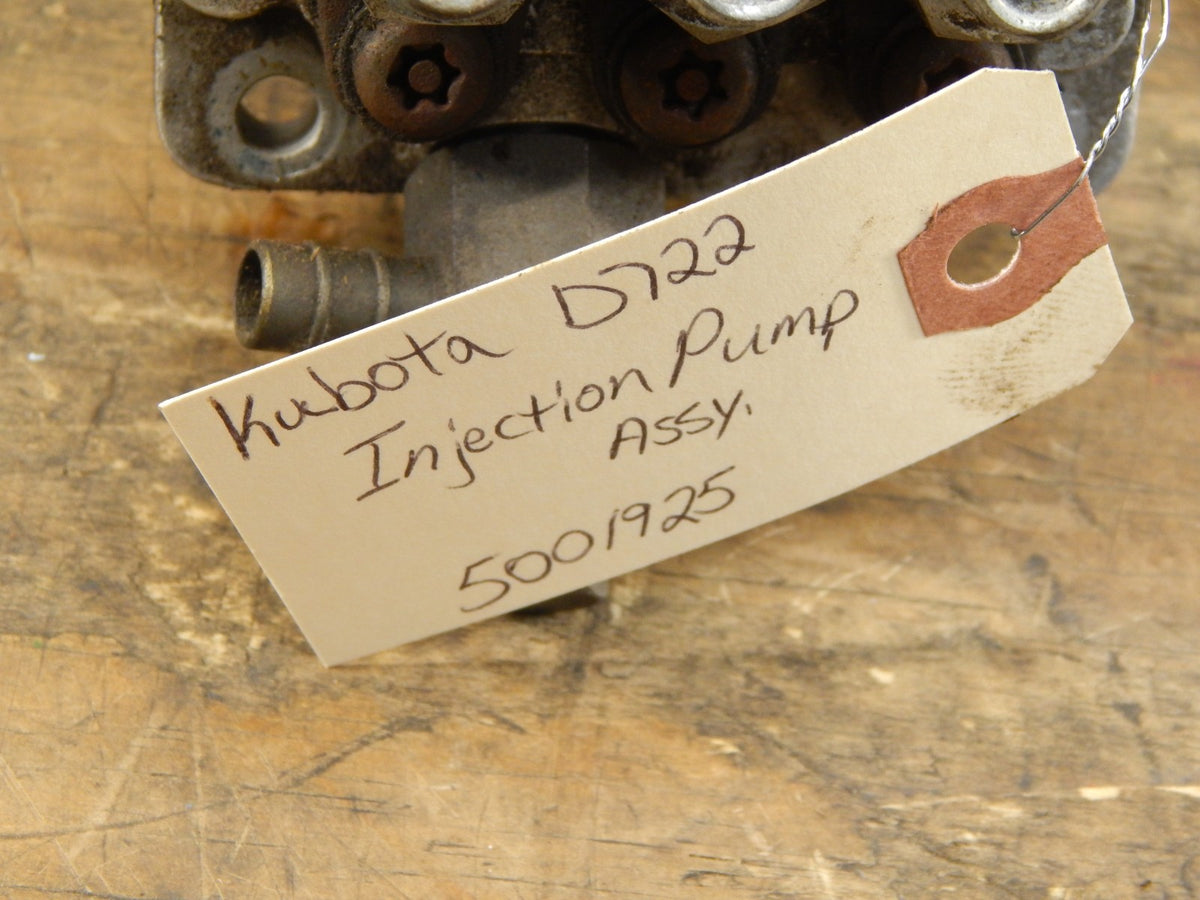 Kubota D722
Injection Pump
Assy.
5001925